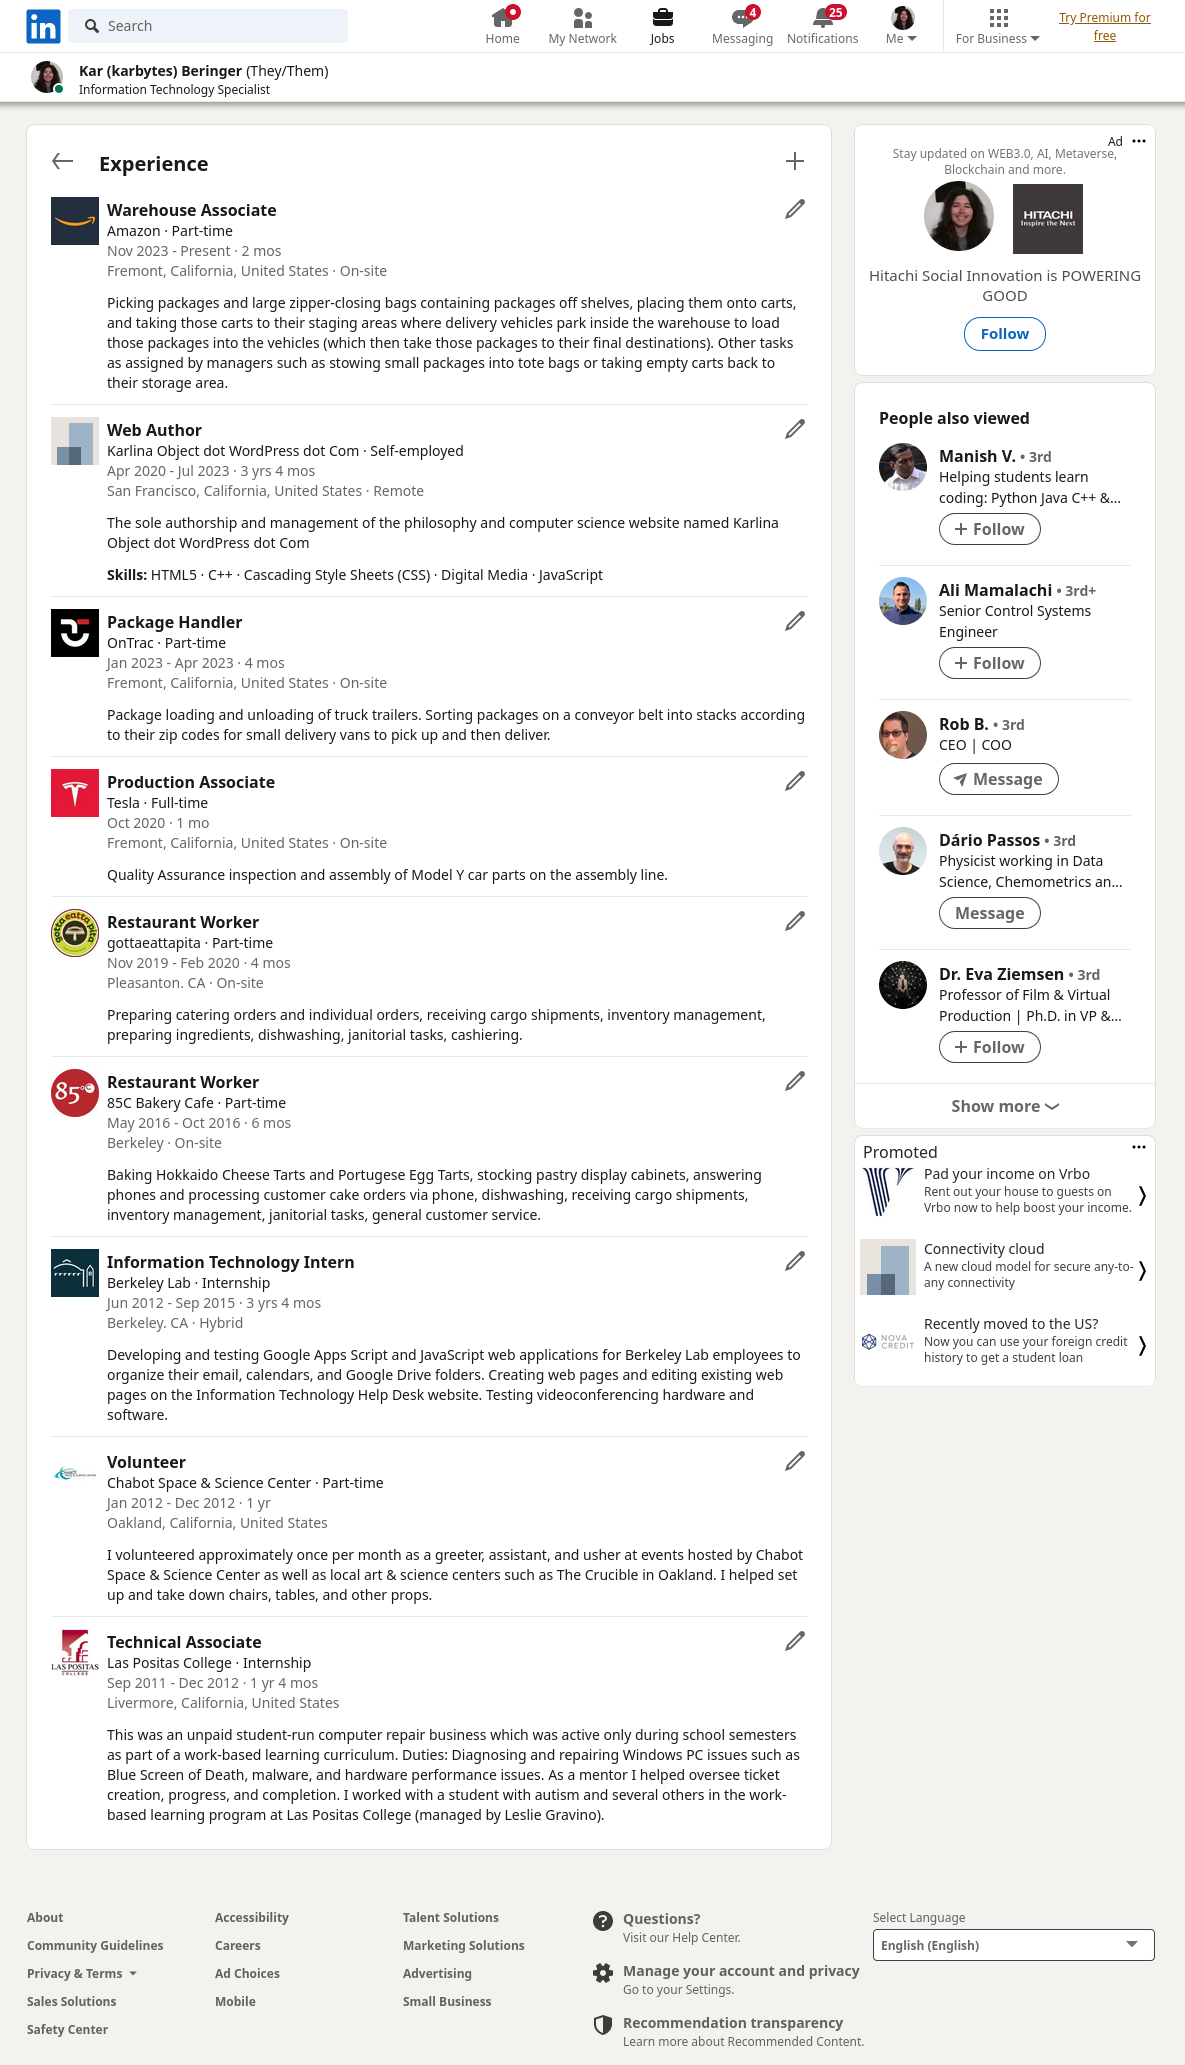 in
Search
Home
My Network
Jobs
4
Messaging
25
Notifications
Me
For Business
Try Premium for
free
Kar (karbytes) Beringer (They/Them)
Information Technology Specialist
Experience
Warehouse Associate
Amazon · Part-time
Nov 2023 - Present · 2 mos
Fremont, California, United States · On-site
Picking packages and large zipper-closing bags containing packages off shelves, placing them onto carts,
and taking those carts to their staging areas where delivery vehicles park inside the warehouse to load
those packages into the vehicles (which then take those packages to their final destinations). Other tasks
as assigned by managers such as stowing small packages into tote bags or taking empty carts back to
their storage area.
Web Author
Karlina Object dot WordPress dot Com · Self-employed
Apr 2020 - Jul 2023 · 3 yrs 4 mos
San Francisco, California, United States · Remote
The sole authorship and management of the philosophy and computer science website named Karlina
Object dot WordPress dot Com
Skills: HTML5 · C++ · Cascading Style Sheets (CSS) · Digital Media · JavaScript
Package Handler
OnTrac · Part-time
Jan 2023 - Apr 2023 · 4 mos
Fremont, California, United States · On-site
Package loading and unloading of truck trailers. Sorting packages on a conveyor belt into stacks according
to their zip codes for small delivery vans to pick up and then deliver.
Production Associate
Tesla · Full-time
Oct 2020 · 1 mo
Fremont, California, United States · On-site
Quality Assurance inspection and assembly of Model Y car parts on the assembly line.
gotta eatta pita
Restaurant Worker
gottaeattapita · Part-time
Nov 2019 - Feb 2020 · 4 mos
Pleasanton. CA · On-site
Preparing catering orders and individual orders, receiving cargo shipments, inventory management,
preparing ingredients, dishwashing, janitorial tasks, cashiering.
85°C
Restaurant Worker
85C Bakery Cafe · Part-time
May 2016 - Oct 2016 · 6 mos
Berkeley · On-site
Baking Hokkaido Cheese Tarts and Portugese Egg Tarts, stocking pastry display cabinets, answering
phones and processing customer cake orders via phone, dishwashing, receiving cargo shipments,
inventory management, janitorial tasks, general customer service.
Information Technology Intern
Berkeley Lab · Internship
Jun 2012 - Sep 2015 · 3 yrs 4 mos
Berkeley. CA · Hybrid
Developing and testing Google Apps Script and JavaScript web applications for Berkeley Lab employees to
organize their email, calendars, and Google Drive folders. Creating web pages and editing existing web
pages on the Information Technology Help Desk website. Testing videoconferencing hardware and
software.
Volunteer
Chabot Space & Science Center · Part-time
Jan 2012 - Dec 2012 · 1 yr
Oakland, California, United States
I volunteered approximately once per month as a greeter, assistant, and usher at events hosted by Chabot
Space & Science Center as well as local art & science centers such as The Crucible in Oakland. I helped set
up and take down chairs, tables, and other props.
LAS POSITAS
COLLEGE
Technical Associate
Las Positas College · Internship
Sep 2011 - Dec 2012 · 1 yr 4 mos
Livermore, California, United States
This was an unpaid student-run computer repair business which was active only during school semesters
as part of a work-based learning curriculum. Duties: Diagnosing and repairing Windows PC issues such as
Blue Screen of Death, malware, and hardware performance issues. As a mentor I helped oversee ticket
creation, progress, and completion. I worked with a student with autism and several others in the work-
based learning program at Las Positas College (managed by Leslie Gravino).
Ad
Stay updated on WEB3.0, AI, Metaverse,
Blockchain and more.
HITACHI
Inspire the Next
Hitachi Social Innovation is POWERING
GOOD
Follow
People also viewed
Manish V. • 3rd
Helping students learn
coding: Python Java C++ &...
+ Follow
Ali Mamalachi • 3rd+
Senior Control Systems
Engineer
+ Follow
Rob B. • 3rd
CEO | COO
Message
Dário Passos • 3rd
Physicist working in Data
Science, Chemometrics an...
Message
Dr. Eva Ziemsen • 3rd
Professor of Film & Virtual
Production | Ph.D. in VP &...
+ Follow
Show more
Promoted
Pad your income on Vrbo
Rent out your house to guests on
Vrbo now to help boost your income.
Connectivity cloud
A new cloud model for secure any-to-
any connectivity
NOVA
CREDIT
Recently moved to the US?
Now you can use your foreign credit
history to get a student loan
About
Community Guidelines
Privacy & Terms
Sales Solutions
Safety Center
Accessibility
Careers
Ad Choices
Mobile
Talent Solutions
Marketing Solutions
Advertising
Small Business
Questions?
Visit our Help Center.
Manage your account and privacy
Go to your Settings.
Recommendation transparency
Learn more about Recommended Content.
Select Language
English (English)